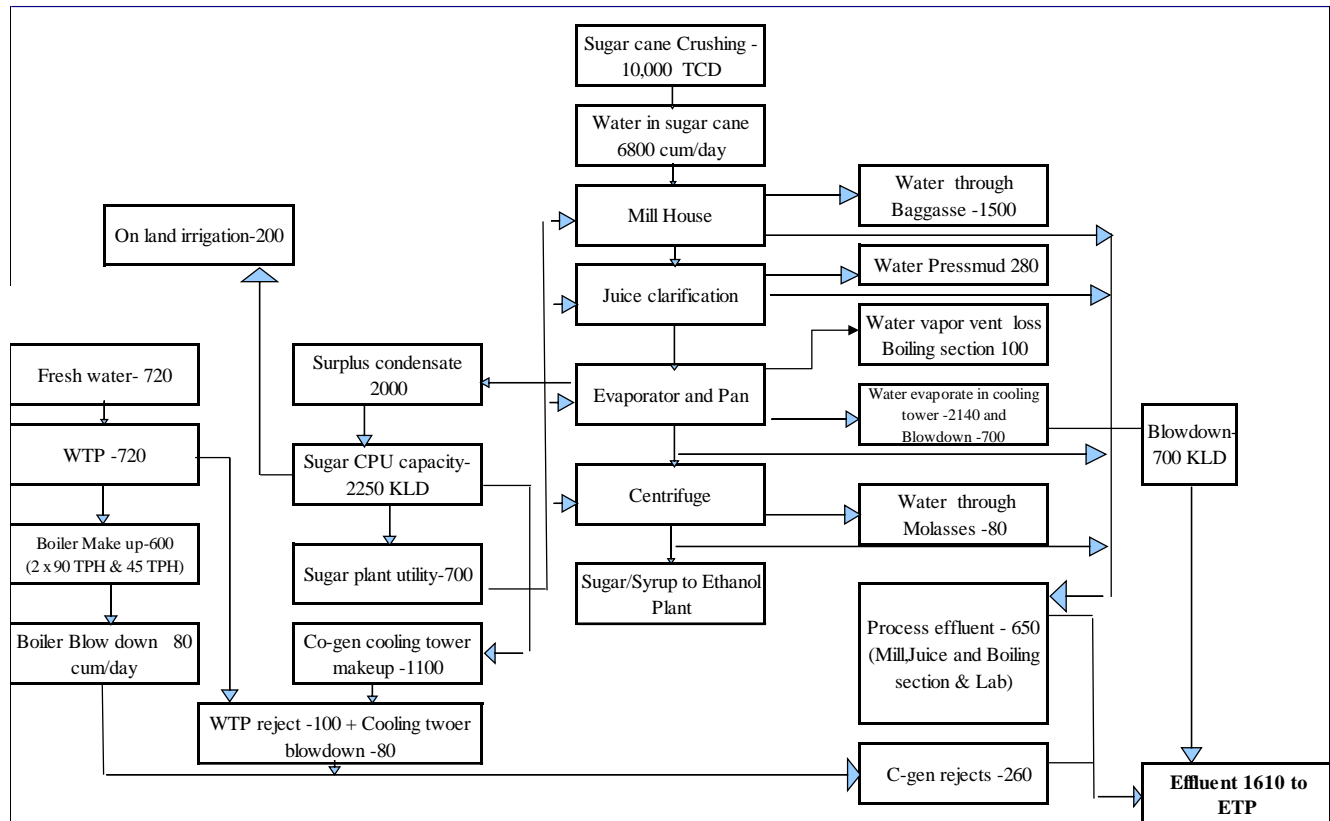 Sugar cane Crushing -
10,000 TCD
Water in sugar cane
6800 cum/day
Mill House
Water through
Baggasse -1500
On land irrigation-200
Juice clarification
Water Pressmud 280
Water vapor vent loss
Boiling section 100
Fresh water- 720
Surplus condensate
2000
Evaporator and Pan
Water evaporate in cooling
tower -2140 and
Blowdown -700
Blowdown-
700 KLD
WTP -720
Sugar CPU capacity-
2250 KLD
Centrifuge
Water through
Molasses -80
Boiler Make up-600
(2 x 90 TPH & 45 TPH)
Sugar plant utility-700
Sugar/Syrup to Ethanol
Plant
Boiler Blow down 80
cum/day
Co-gen cooling tower
makeup -1100
Process effluent - 650
(Mill,Juice and Boiling
section & Lab)
WTP reject -100 + Cooling twoer
blowdown -80
C-gen rejects -260
Effluent 1610 to
ETP